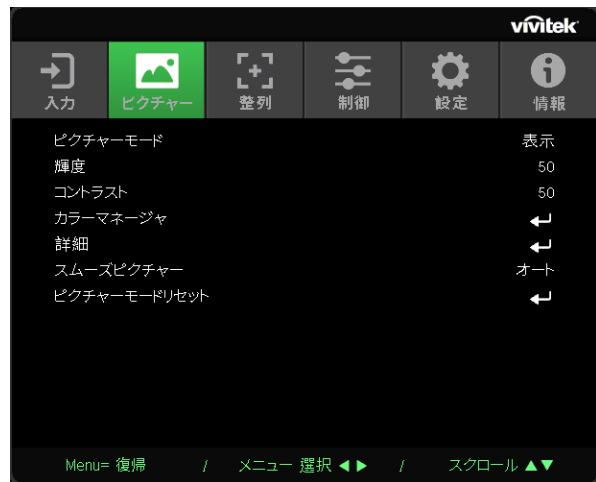 vivitek
入力 ピクチャー 整列 制御 設定 情報
ピクチャーモード 表示
輝度 50
コントラスト 50
カラーマネージャ
詳細
スムーズピクチャー オート
ピクチャーモードリセット
Menu= 復帰 / メニュー 選択 ◀ ▶ / スクロール ▲▼